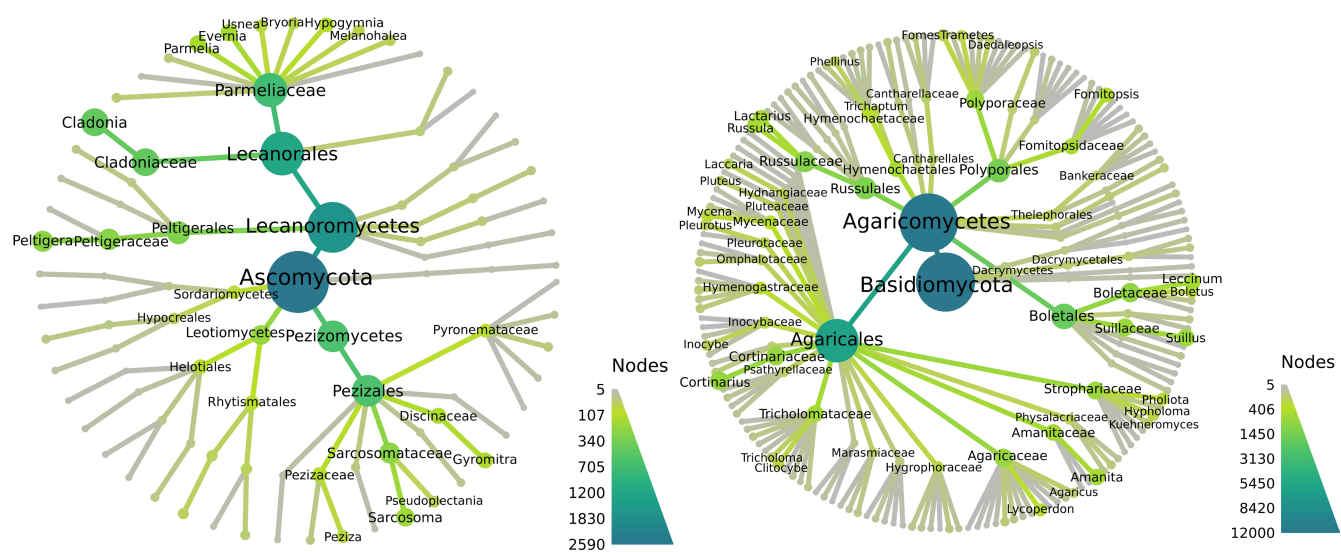 Usnea
Bryoria
Hypogymnia
Evernia
Melanohalea
Parmelia
Parmeliaceae
Cladonia
Lecanorales
Cladoniaceae
Lecanoromycetes
Peltigerales
Peltigera
Peltigeraceae
Ascomycota
Sordariomycetes
Hypocreales
Leotiomycetes
Pezizomycetes
Pyronemataceae
Helotiales
Pezizales
Rhytismatales
Discinaceae
Sarcosomataceae
Gyromitra
Pezizaceae
Pseudoplectania
Sarcosoma
Peziza
Nodes
5
107
340
705
1200
1830
2590
Fomes
Trametes
Daedaleopsis
Phellinus
Cantharellaceae
Fomitopsis
Trichaptum
Polyporaceae
Lactarius
Hymenochaetaceae
Russula
Fomitopsidaceae
Laccaria
Russulaceae
Cantharellales
Hymenochaetales
Polyporales
Bankeraceae
Pluteus
Hydnangiaceae
Russulales
Pluteaceae
Mycena
Mycenaceae
Agaricomycetes
Thelephorales
Pleurotus
Pleurotaceae
Omphalotaceae
Dacrymycetales
Dacrymycetes
Basidiomycota
Leccinum
Hymenogastraceae
Boletaceae
Boletus
Boletales
Inocybaceae
Suillaceae
Suillus
Inocybe
Agaricales
Cortinariaceae
Psathyrellaceae
Cortinarius
Strophariaceae
Pholiota
Tricholomataceae
Physalacriaceae
Hypholoma
Kuehneromyces
Amanitaceae
Marasmiaceae
Agaricaceae
Tricholoma
Clitocybe
Hygrophoraceae
Amanita
Agaricus
Lycoperdon
Nodes
5
406
1450
3130
5450
8420
12000